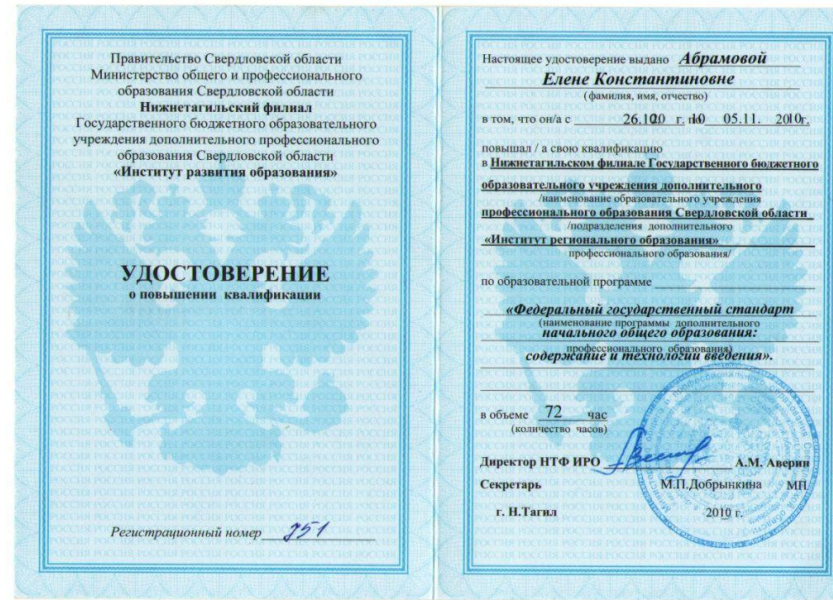 Правительство Свердловской области
Министерство общего и профессионального
образования Свердловской области
Нижнетагильский филиал
Государственного бюджетного образовательного
учреждения дополнительного профессионального
образования Свердловской области
«Институт развития образования»
УДОСТОВЕРЕНИЕ
о повышении квалификации
Регистрационный номер 751
Настоящее удостоверение выдано Абрамовой
Елене Константиновне
(фамилия, имя, отчество)
в том, что он/а с 26.10 г. 05.11. 2010г.
повышал / а свою квалификацию
в Нижнетагильском филиале Государственного бюджетного
образовательного учреждения дополнительного
/наименование образовательного учреждения
профессионального образования Свердловской области
/подразделения дополнительного
«Институт регионального образования»
профессионального образования/
по образовательной программе
«Федеральный государственный стандарт
(наименование программы дополнительного
начального общего образования:
профессионального образования)
содержание и технологии введения».
в объеме 72 час
(количество часов)
Директор НТФ ИРО А.М. Аверин
Секретарь М.П.Добрынкина МП
г. Н.Тагил 2010 г.